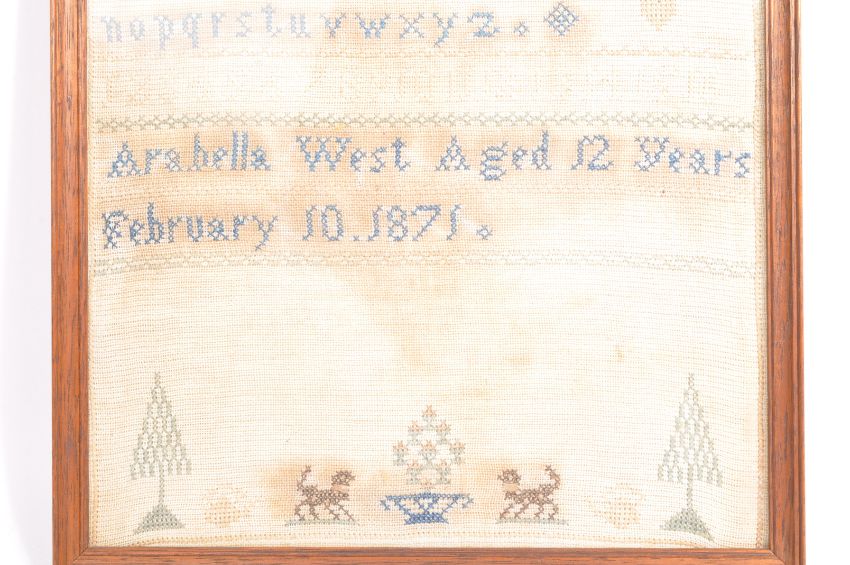 nopqrstuvwxyz.
Arabella West Aged 12 Years
February 10.1871.